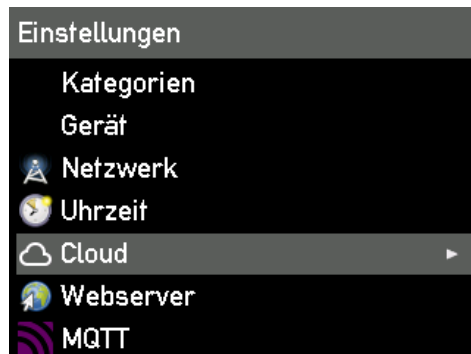 Einstellungen
Kategorien
Gerät
Netzwerk
Uhrzeit
Cloud
Webserver
MQTT